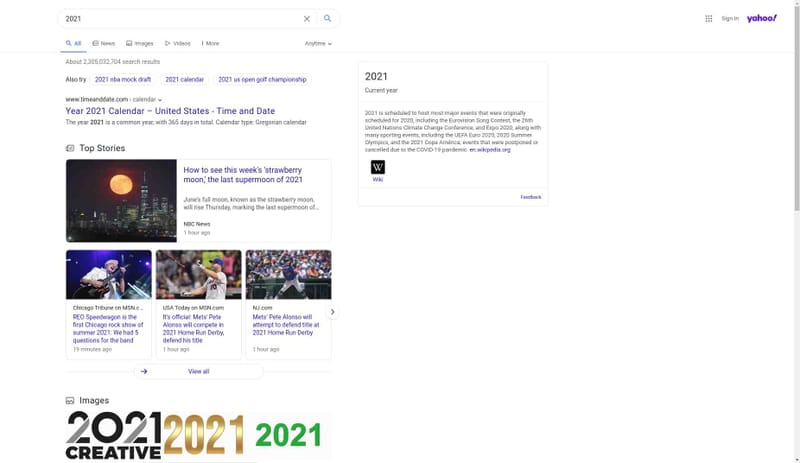 2021
Sign In
yahoo!
All
News
Images
Videos
More
Anytime
About 2,305,032,704 search results
Also try
2021 nba mock draft
2021 calendar
2021 us open golf championship
www.timeanddate.com › calendar
Year 2021 Calendar – United States - Time and Date
The year 2021 is a common year, with 365 days in total. Calendar type: Gregorian calendar
Top Stories
How to see this week's 'strawberry
moon,' the last supermoon of 2021
June's full moon, known as the strawberry moon,
will rise Thursday, marking the last supermoon of...
NBC News
1 hour ago
Chicago Tribune on MSN.c...
REO Speedwagon is the
first Chicago rock show of
summer 2021: We had 5
questions for the band
19 minutes ago
USA Today on MSN.com
It's official: Mets' Pete
Alonso will compete in
2021 Home Run Derby,
defend his title
1 hour ago
NJ.com
Mets' Pete Alonso will
attempt to defend title at
2021 Home Run Derby
1 hour ago
View all
Images
2021
CREATIVE
2021
2021
2021
Current year
2021 is scheduled to host most major events that were originally
scheduled for 2020, including the Eurovision Song Contest, the 26th
United Nations Climate Change Conference, and Expo 2020, along with
many sporting events, including the UEFA Euro 2020, 2020 Summer
Olympics, and the 2021 Copa América; events that were postponed or
cancelled due to the COVID-19 pandemic. en.wikipedia.org
W
Wiki
Feedback